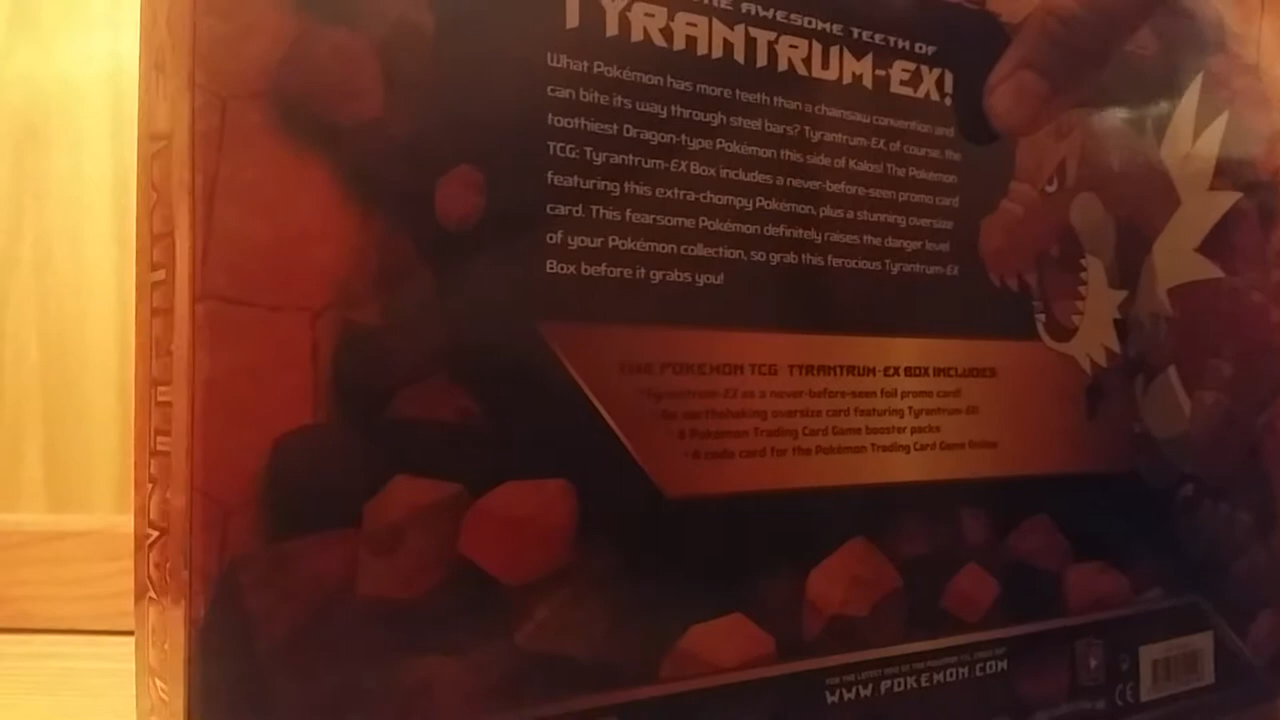 THE AWESOME TEETH OF
TYRANTRUM-EX!
What Pokémon has more teeth than a chainsaw convention and
can bite its way through steel bars? Tyrantrum-EX, of course, the
toothiest Dragon-type Pokémon this side of Kalos! The Pokémon
TCG: Tyrantrum-EX Box includes a never-before-seen promo card
featuring this extra-chompy Pokémon, plus a stunning oversize
card. This fearsome Pokémon definitely raises the danger level
of your Pokémon collection, so grab this ferocious Tyrantrum-EX
Box before it grabs you!
THE POKÉMON TCG: TYRANTRUM-EX BOX INCLUDES
• Tyrantrum-EX as a never-before-seen foil promo card!
• An earthshaking oversize card featuring Tyrantrum-EX!
• Pokémon Trading Card Game booster packs
• A code card for the Pokémon Trading Card Game Online
WWW.POKEMON.COM
CE